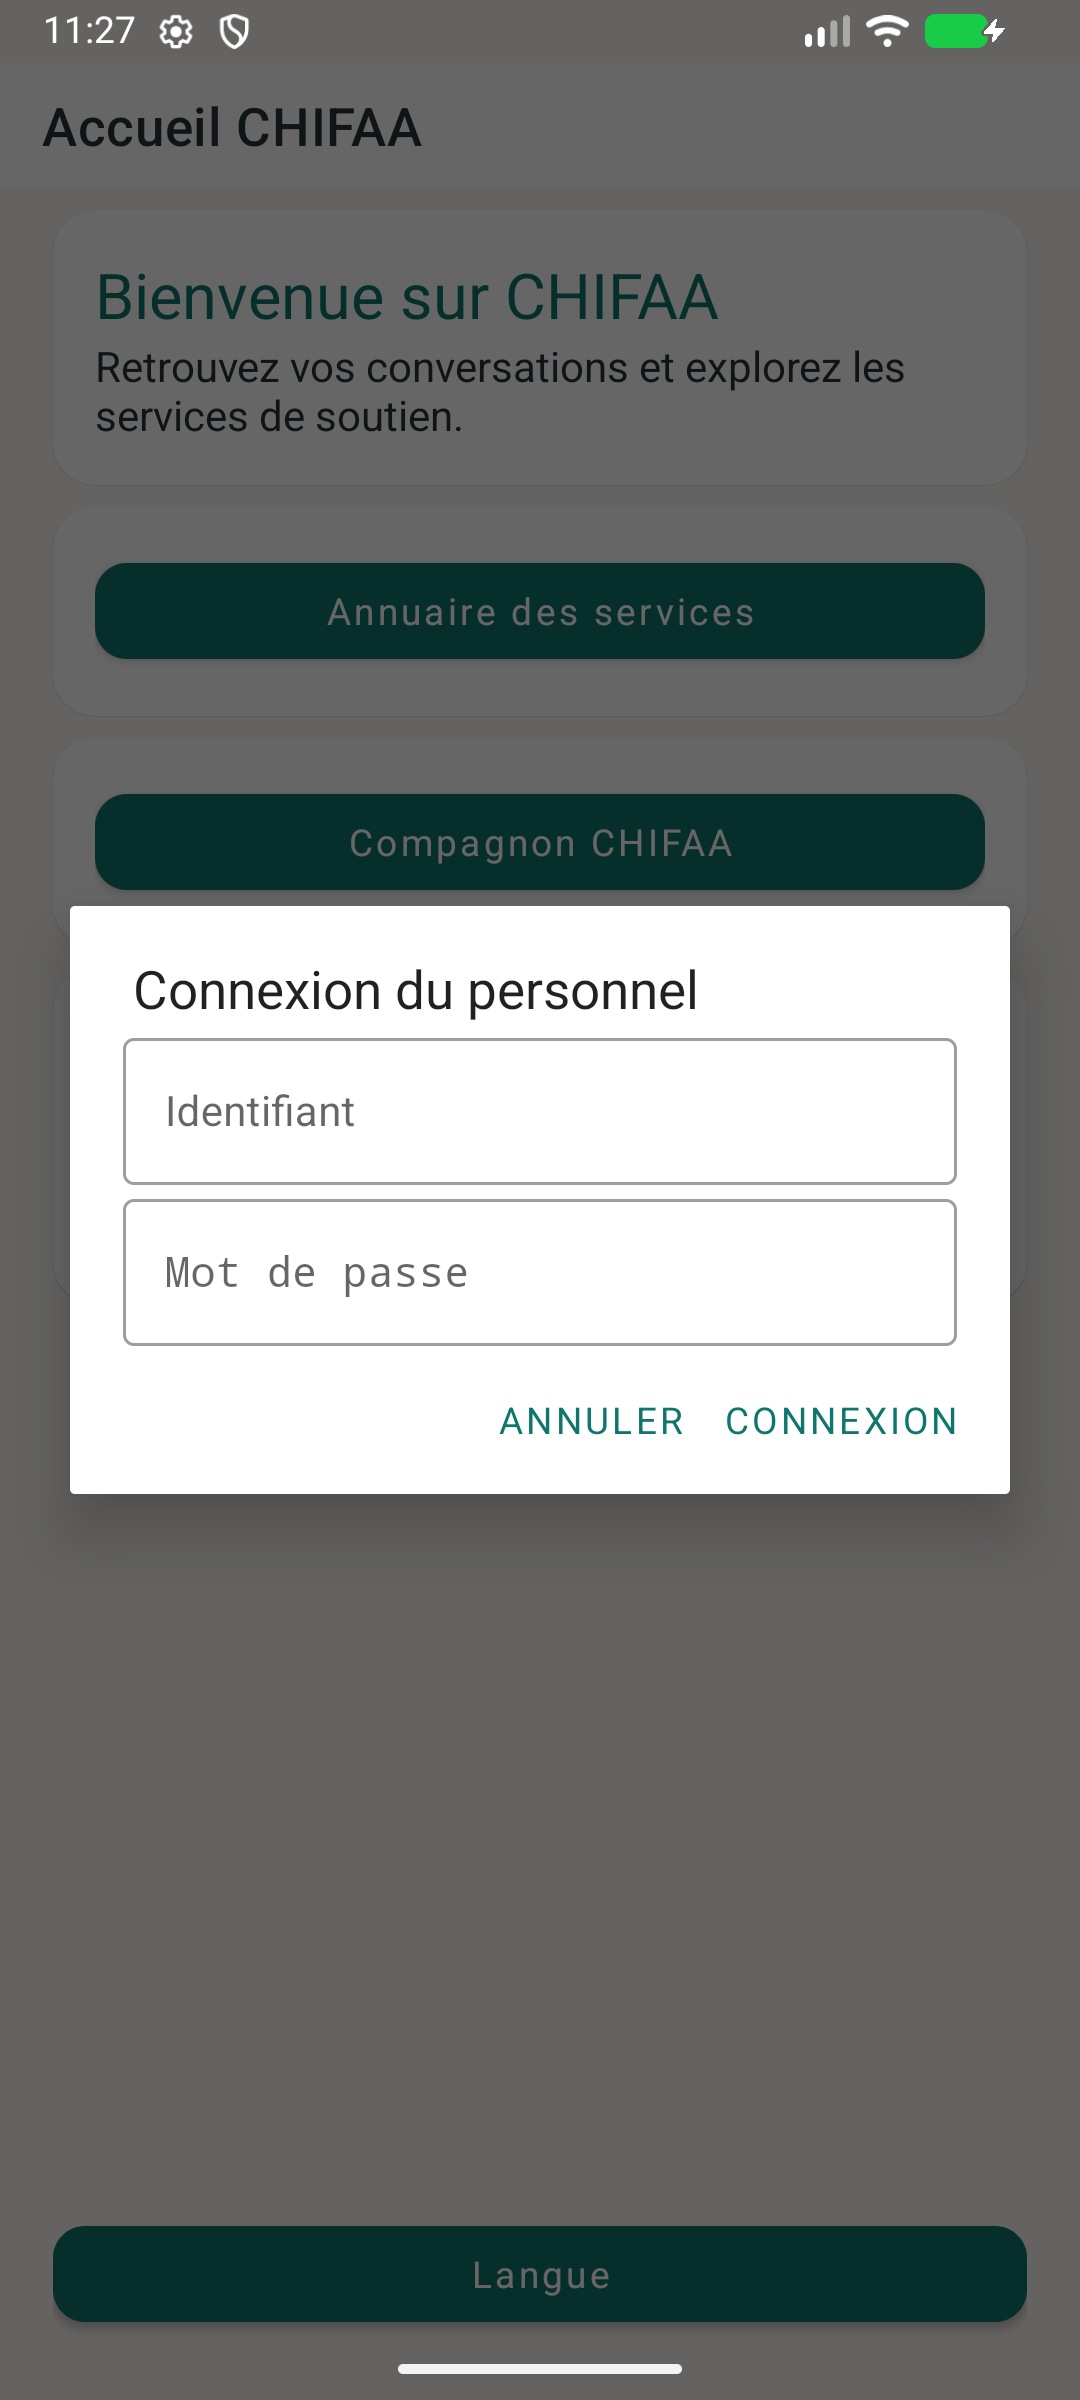 11:27
Accueil CHIFAA
Bienvenue sur CHIFAA
Retrouvez vos conversations et explorez les
services de soutien.
Annuaire des services
Compagnon CHIFAA
Connexion du personnel
Identifiant
Mot de passe
ANNULER CONNEXION
Langue